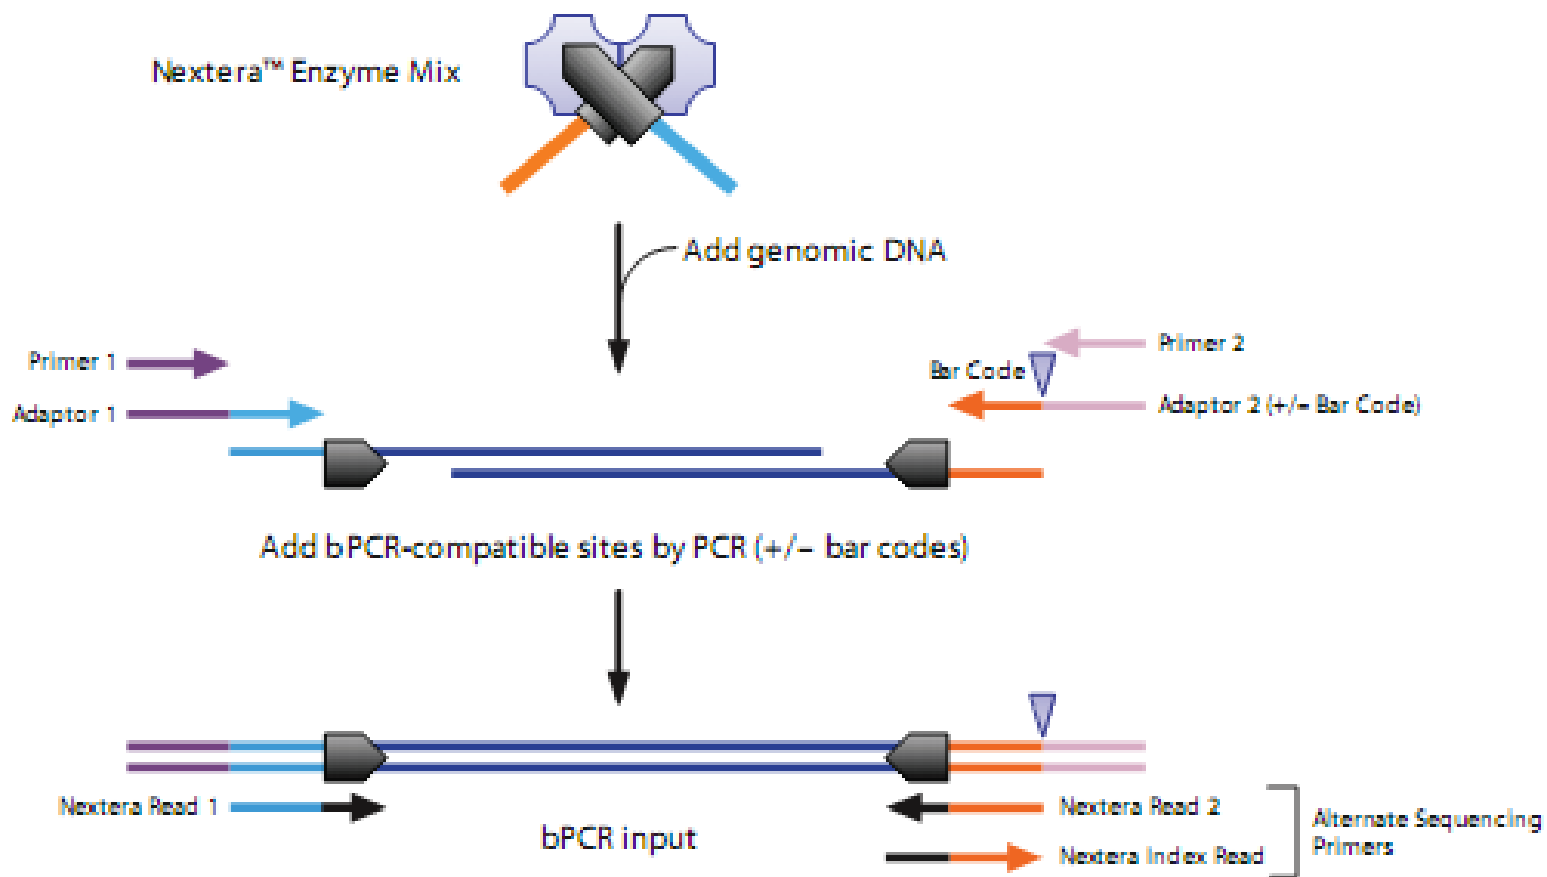 Nextera™ Enzyme Mix
Add genomic DNA
Primer 1
Primer 2
Bar Code
Adaptor 1
Adaptor 2 (+/− Bar Code)
Add bPCR-compatible sites by PCR (+/− bar codes)
Nextera Read 1
Nextera Read 2
bPCR input
Nextera Index Read
Alternate Sequencing
Primers